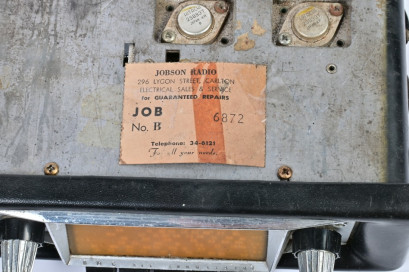 JOBSON RADIO
296 LYGON STREET, CARLTON
ELECTRICAL SALES & SERVICE
for GUARANTEED REPAIRS
JOB
No. B 6872
Telephone: 34-6121
For all your needs